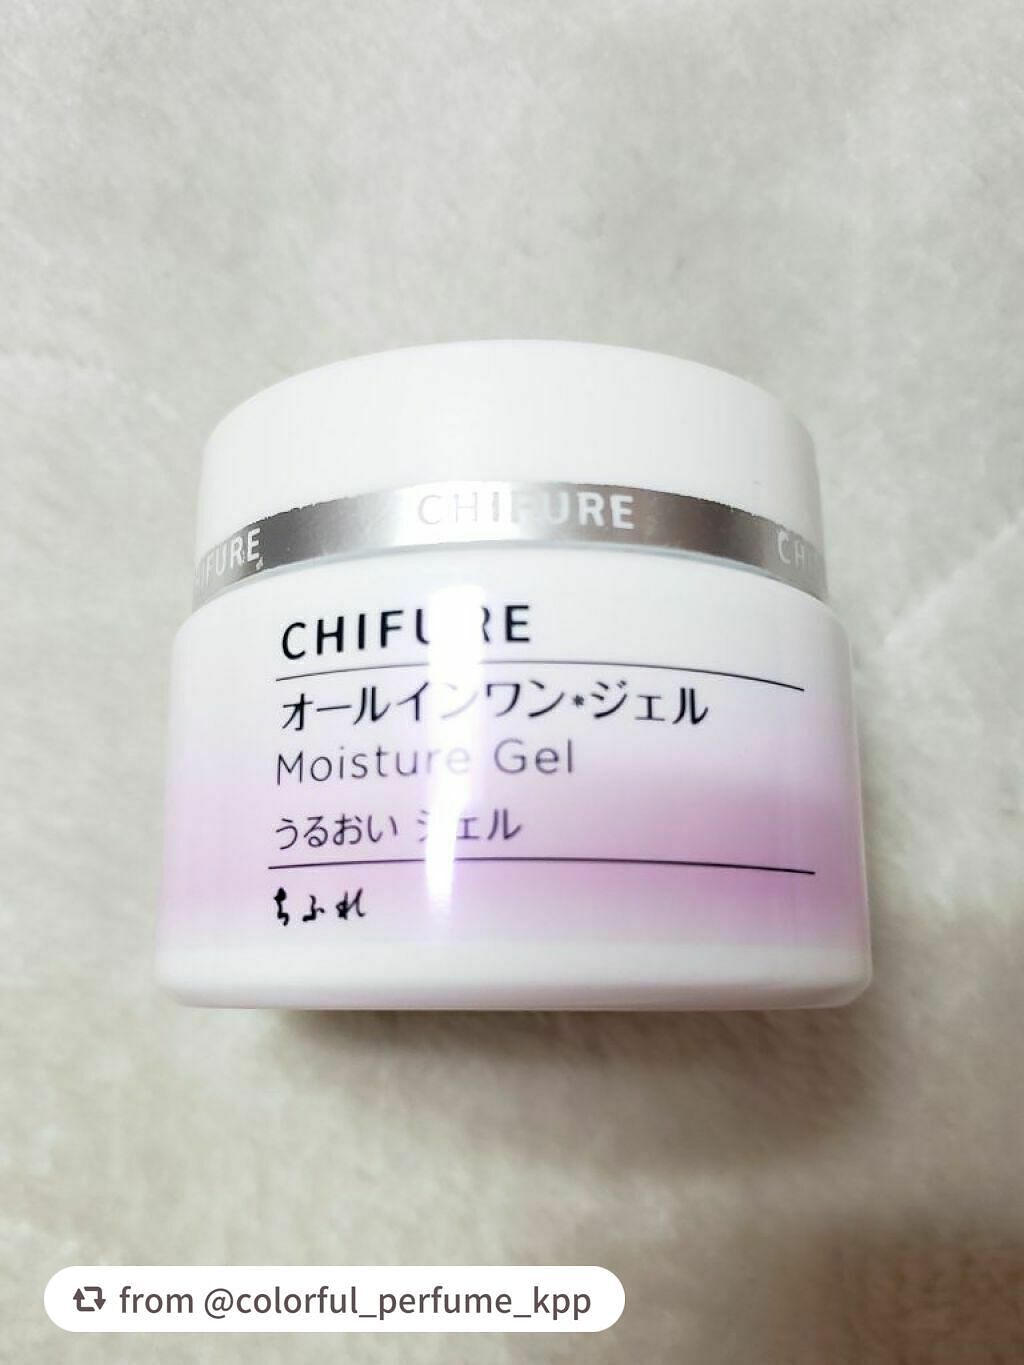 CHIFURE
CHIFURE
CHIFURE
オールインワン*ジェル
Moisture Gel
うるおい ジェル
ちふれ
from @colorful_perfume_kpp